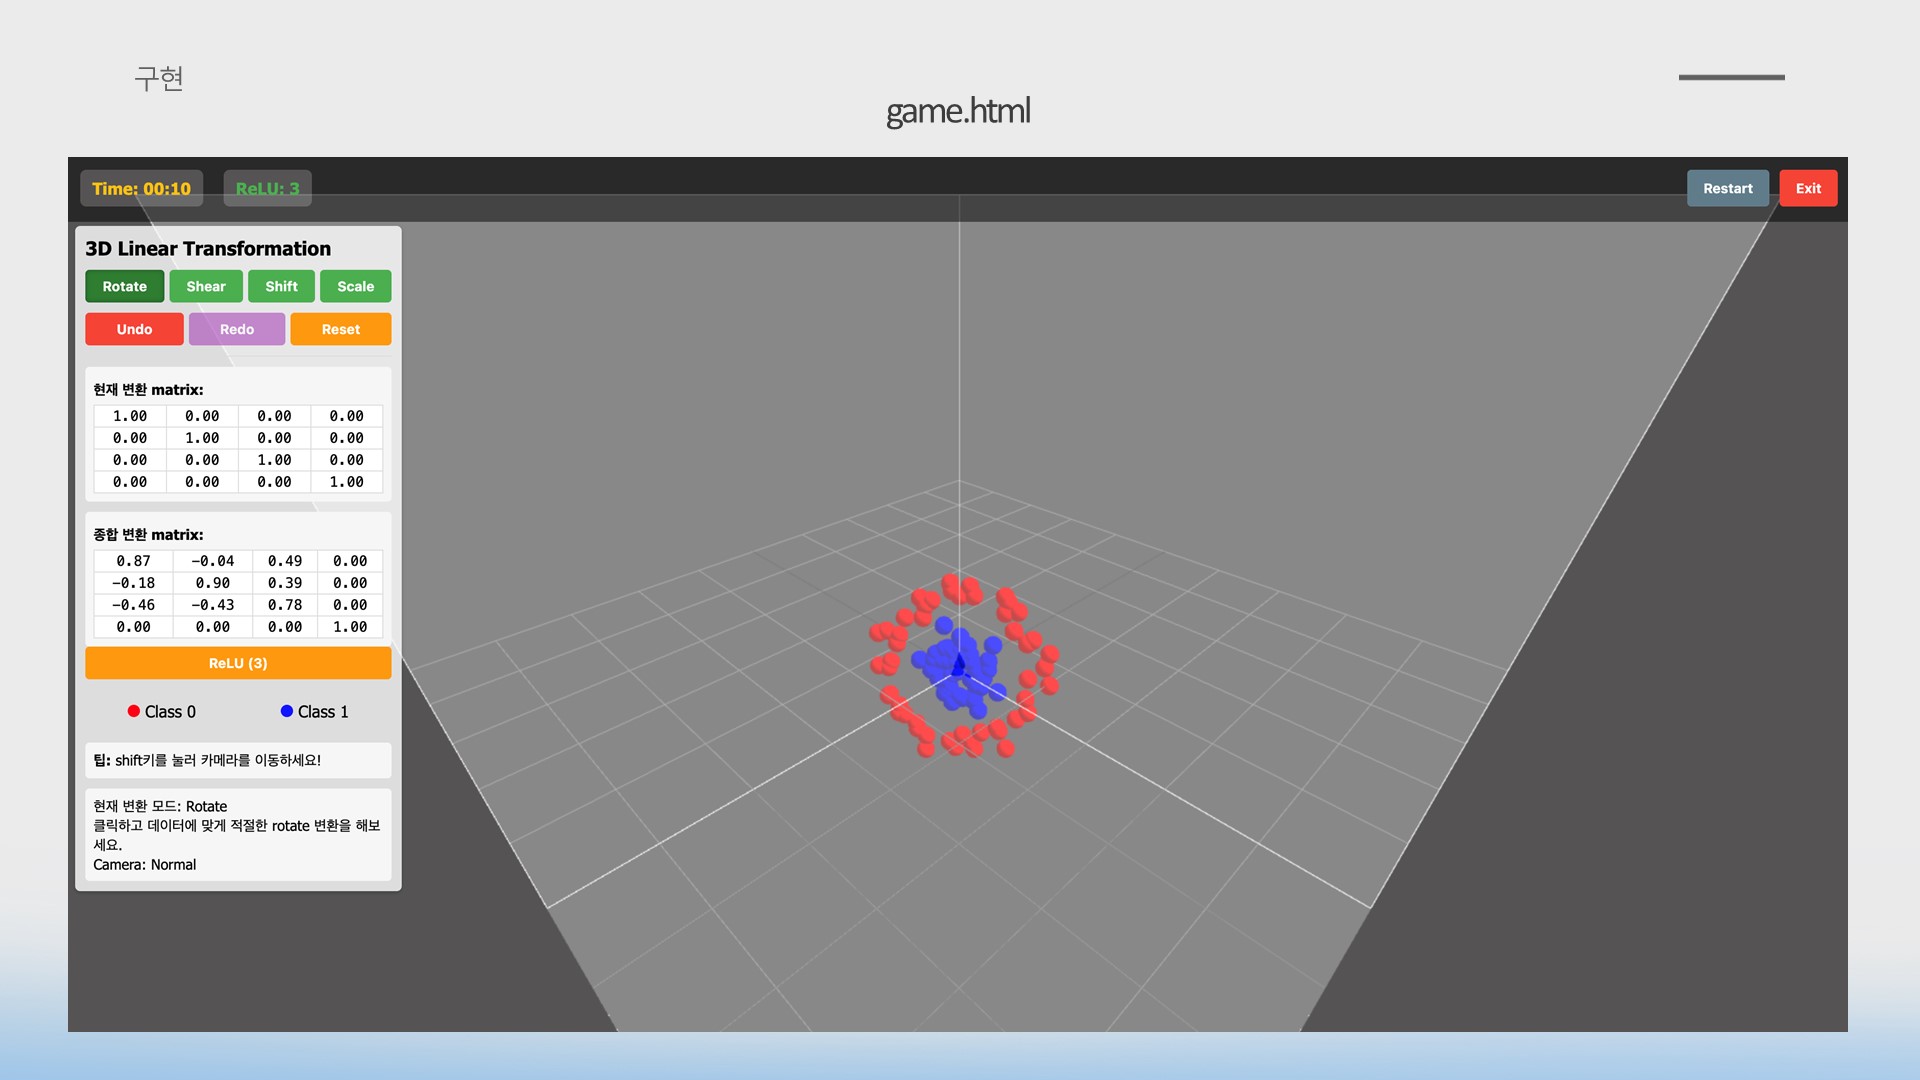 구현
game.html
Time: 00:10 ReLU: 3 Restart Exit
3D Linear Transformation
Rotate Shear Shift Scale
Undo Redo Reset
현재 변환 matrix:
1.00 0.00 0.00 0.00
0.00 1.00 0.00 0.00
0.00 0.00 1.00 0.00
0.00 0.00 0.00 1.00
종합 변환 matrix:
0.87 −0.04 0.49 0.00
−0.18 0.90 0.39 0.00
−0.46 −0.43 0.78 0.00
0.00 0.00 0.00 1.00
ReLU (3)
Class 0 Class 1
팁: shift키를 눌러 카메라를 이동하세요!
현재 변환 모드: Rotate
클릭하고 데이터에 맞게 적절한 rotate 변환을 해보
세요.
Camera: Normal